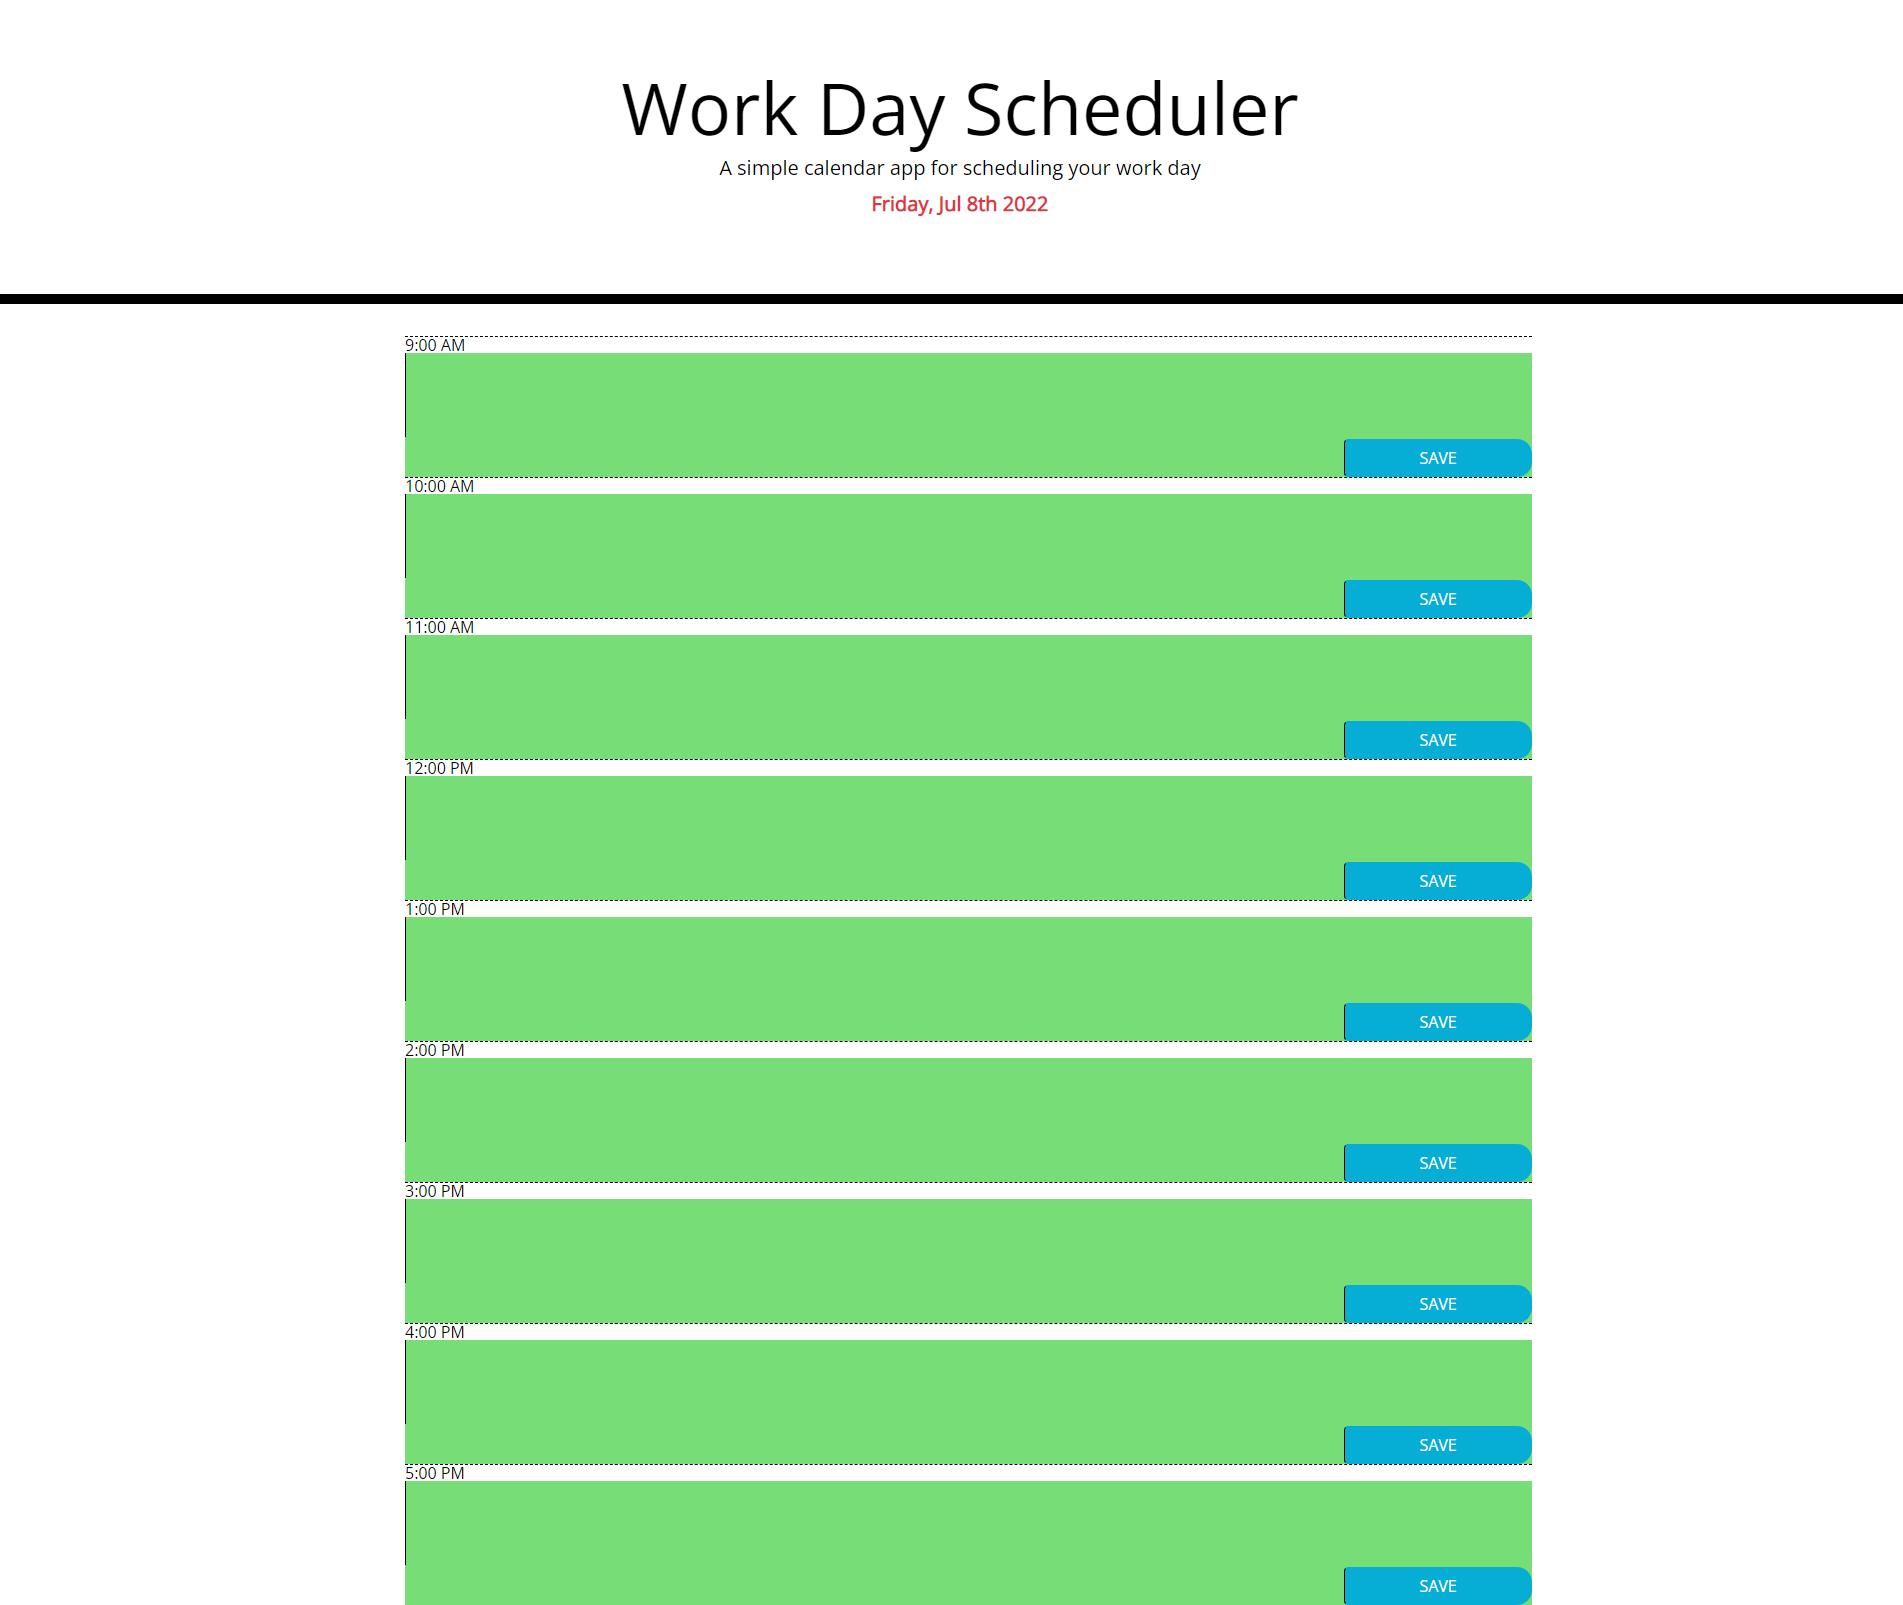 Work Day Scheduler
A simple calendar app for scheduling your work day
Friday, Jul 8th 2022
9:00 AM
SAVE
10:00 AM
SAVE
11:00 AM
SAVE
12:00 PM
SAVE
1:00 PM
SAVE
2:00 PM
SAVE
3:00 PM
SAVE
4:00 PM
SAVE
5:00 PM
SAVE